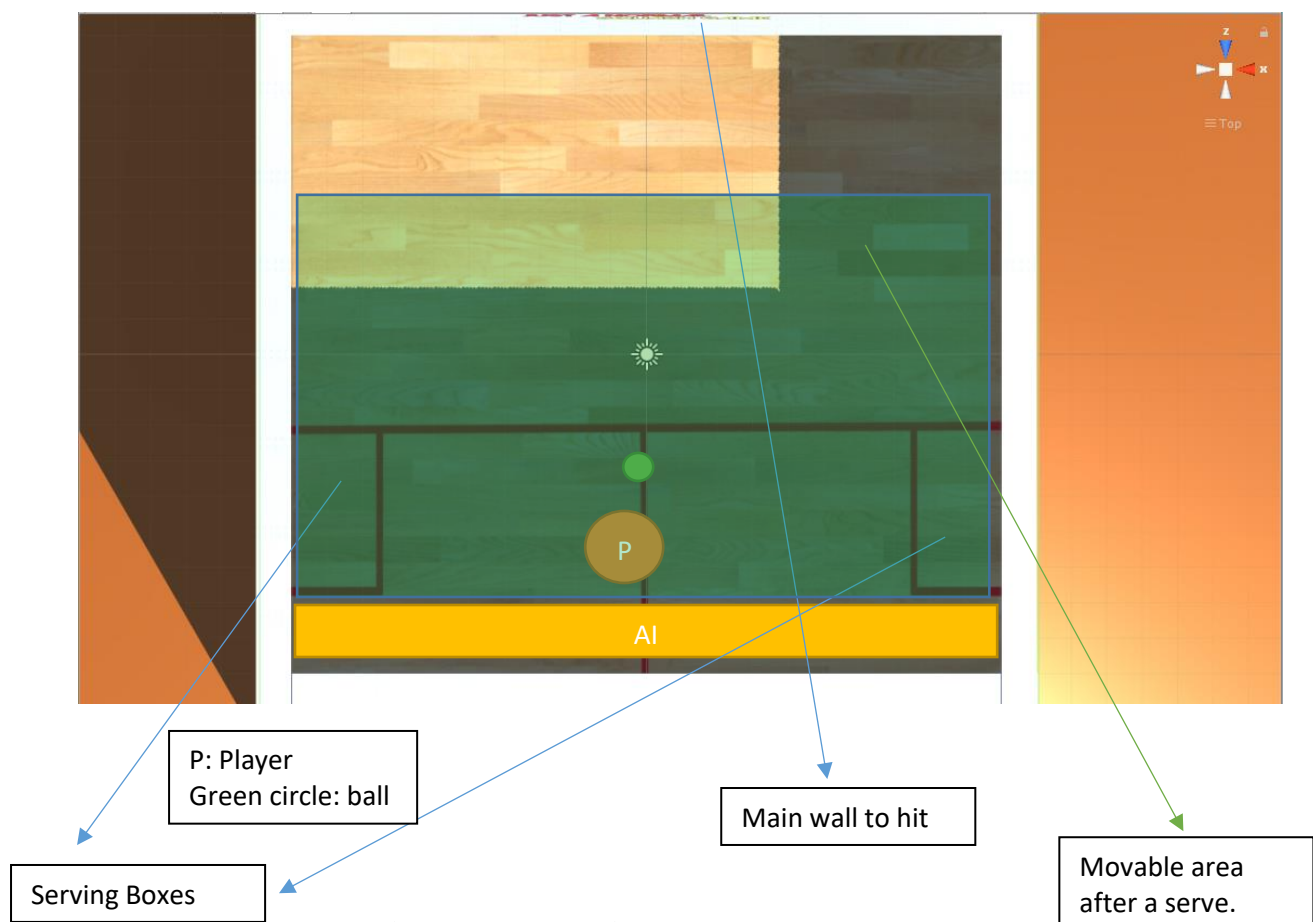 z
x
Top
P
AI
P: Player
Green circle: ball
Main wall to hit
Serving Boxes
Movable area
after a serve.